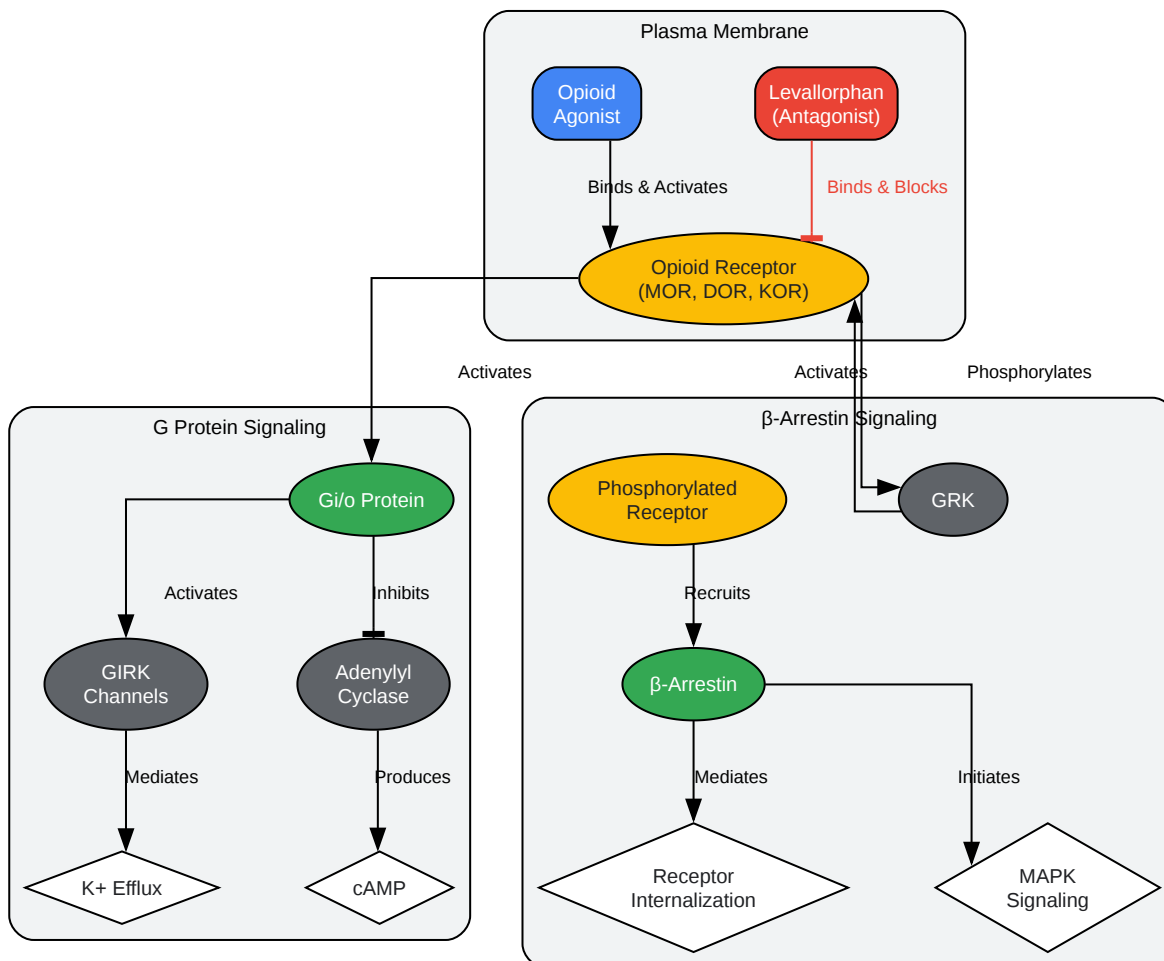 Plasma Membrane
Opioid
Agonist
Levallorphan
(Antagonist)
Binds & Activates
Binds & Blocks
Opioid Receptor
(MOR, DOR, KOR)
Activates
Activates
Phosphorylates
G Protein Signaling
β-Arrestin Signaling
Gi/o Protein
Phosphorylated
Receptor
GRK
Activates
Inhibits
Recruits
GIRK
Channels
Adenylyl
Cyclase
β-Arrestin
Mediates
Produces
Mediates
Initiates
K+ Efflux
cAMP
Receptor
Internalization
MAPK
Signaling